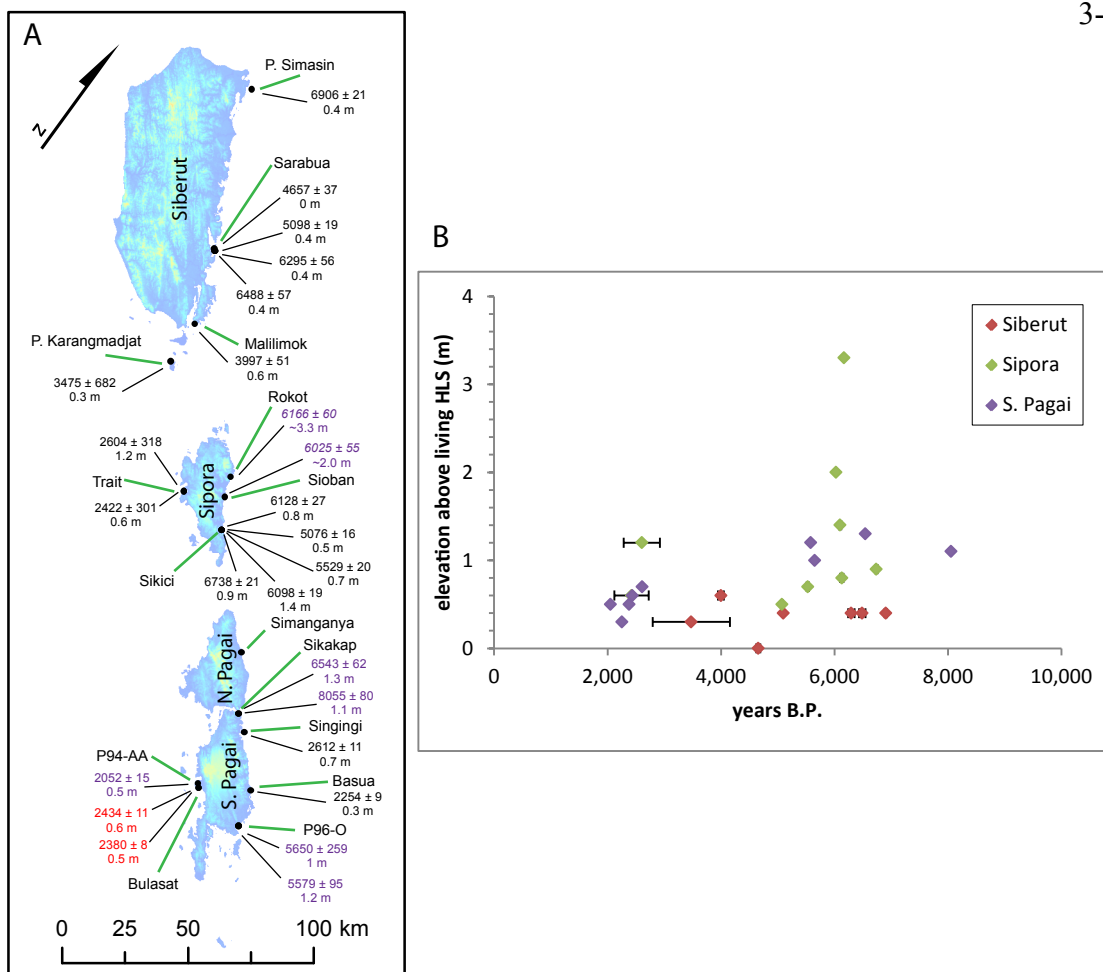 3-
A
N
P. Simasin
6906 ± 21
0.4 m
Siberut
Sarabua
4657 ± 37
0 m
5098 ± 19
0.4 m
6295 ± 56
0.4 m
6488 ± 57
0.4 m
P. Karangmadjat
3475 ± 682
0.3 m
Malilimok
3997 ± 51
0.6 m
Rokot
6166 ± 60
~3.3 m
6025 ± 55
~2.0 m
Sioban
2604 ± 318
1.2 m
Trait
2422 ± 301
0.6 m
Sipora
6128 ± 27
0.8 m
5076 ± 16
0.5 m
5529 ± 20
0.7 m
Sikici
6738 ± 21
0.9 m
6098 ± 19
1.4 m
Simanganya
N. Pagai
Sikakap
6543 ± 62
1.3 m
8055 ± 80
1.1 m
Singingi
2612 ± 11
0.7 m
S. Pagai
P94-AA
2052 ± 15
0.5 m
2434 ± 11
0.6 m
2380 ± 8
0.5 m
Bulasat
Basua
2254 ± 9
0.3 m
P96-O
5650 ± 259
1 m
5579 ± 95
1.2 m
0 25 50 100 km
B
elevation above living HLS (m)
4
3
2
1
0
Siberut
Sipora
S. Pagai
0 2,000 4,000 6,000 8,000 10,000
years B.P.